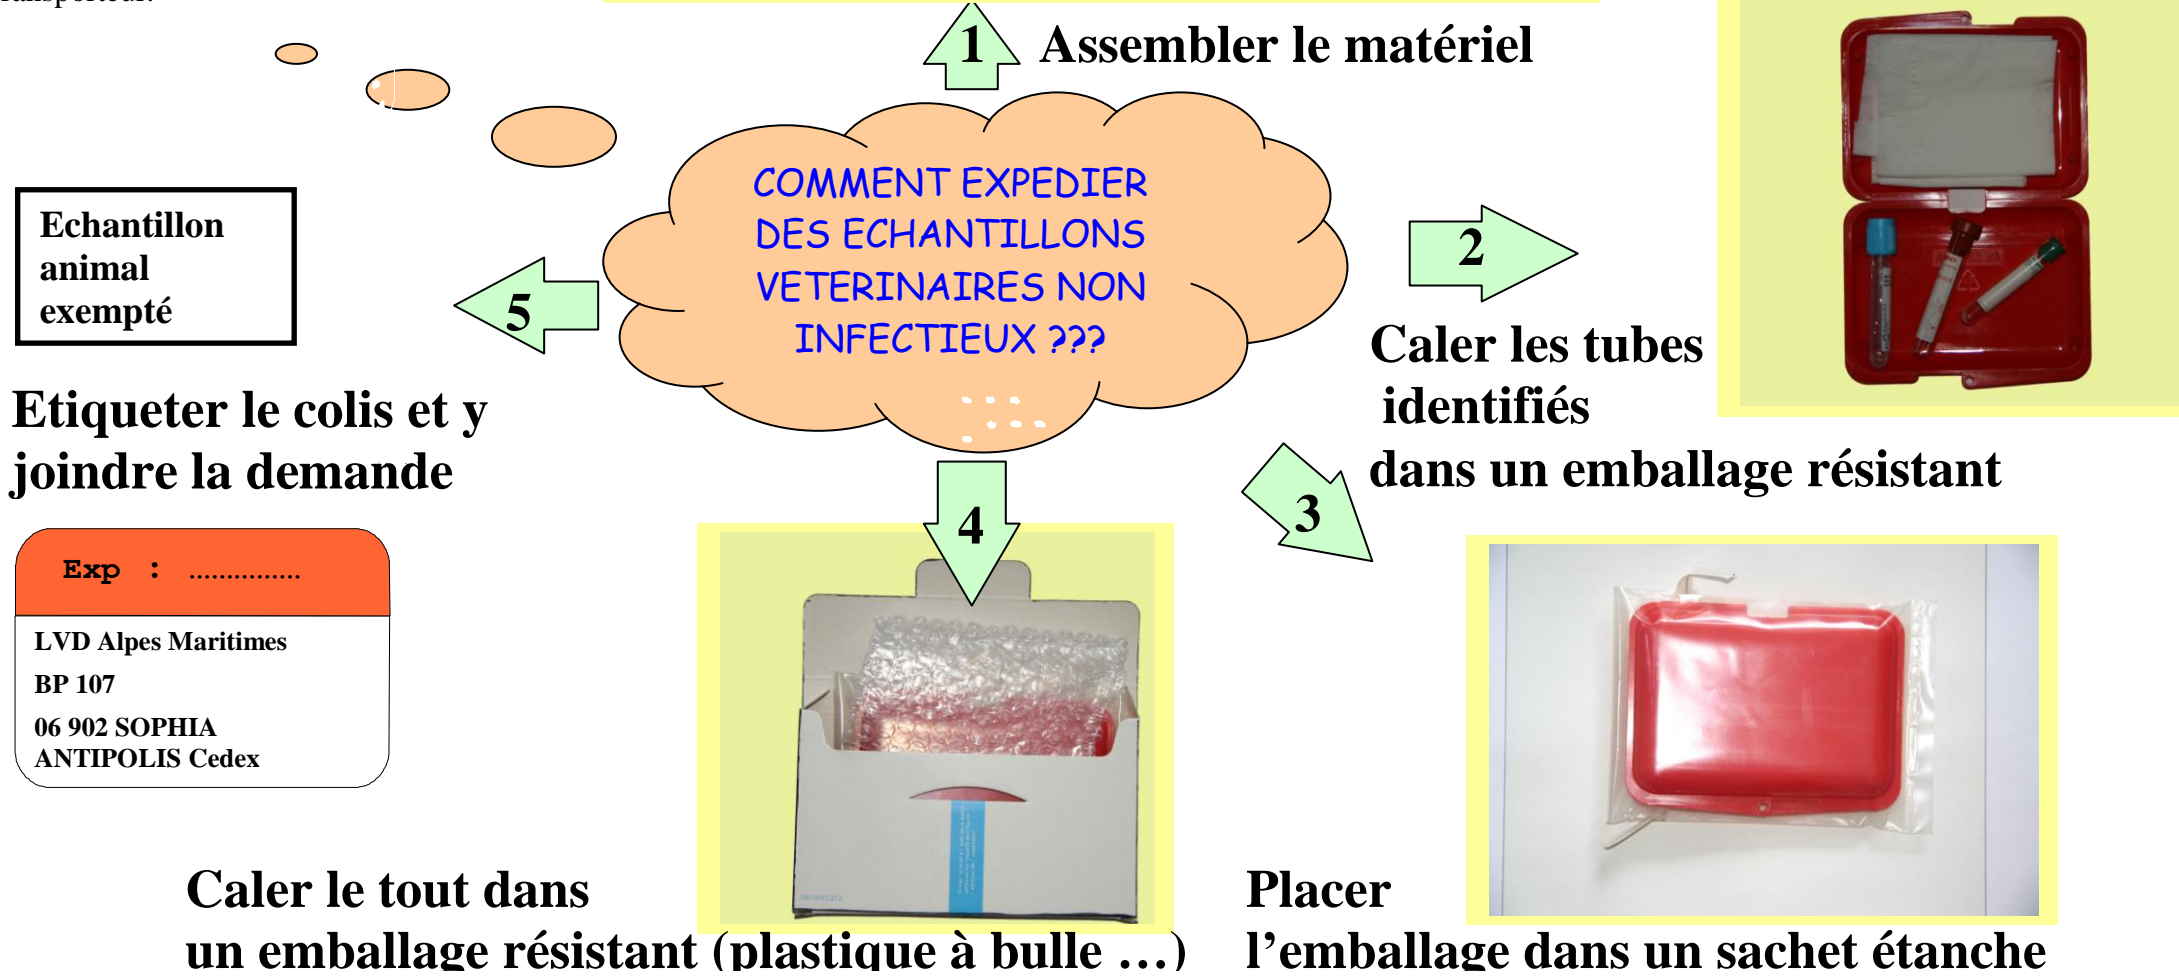 1 Assembler le matériel
COMMENT EXPEDIER
DES ECHANTILLONS
VETERINAIRES NON
INFECTIEUX ???
2
Caler les tubes
identifiés
dans un emballage résistant
3
Placer
l’emballage dans un sachet étanche
4
Caler le tout dans
un emballage résistant (plastique à bulle …)
5
Echantillon
animal
exempté
Etiqueter le colis et y
joindre la demande
Exp : ...............
LVD Alpes Maritimes
BP 107
06 902 SOPHIA
ANTIPOLIS Cedex